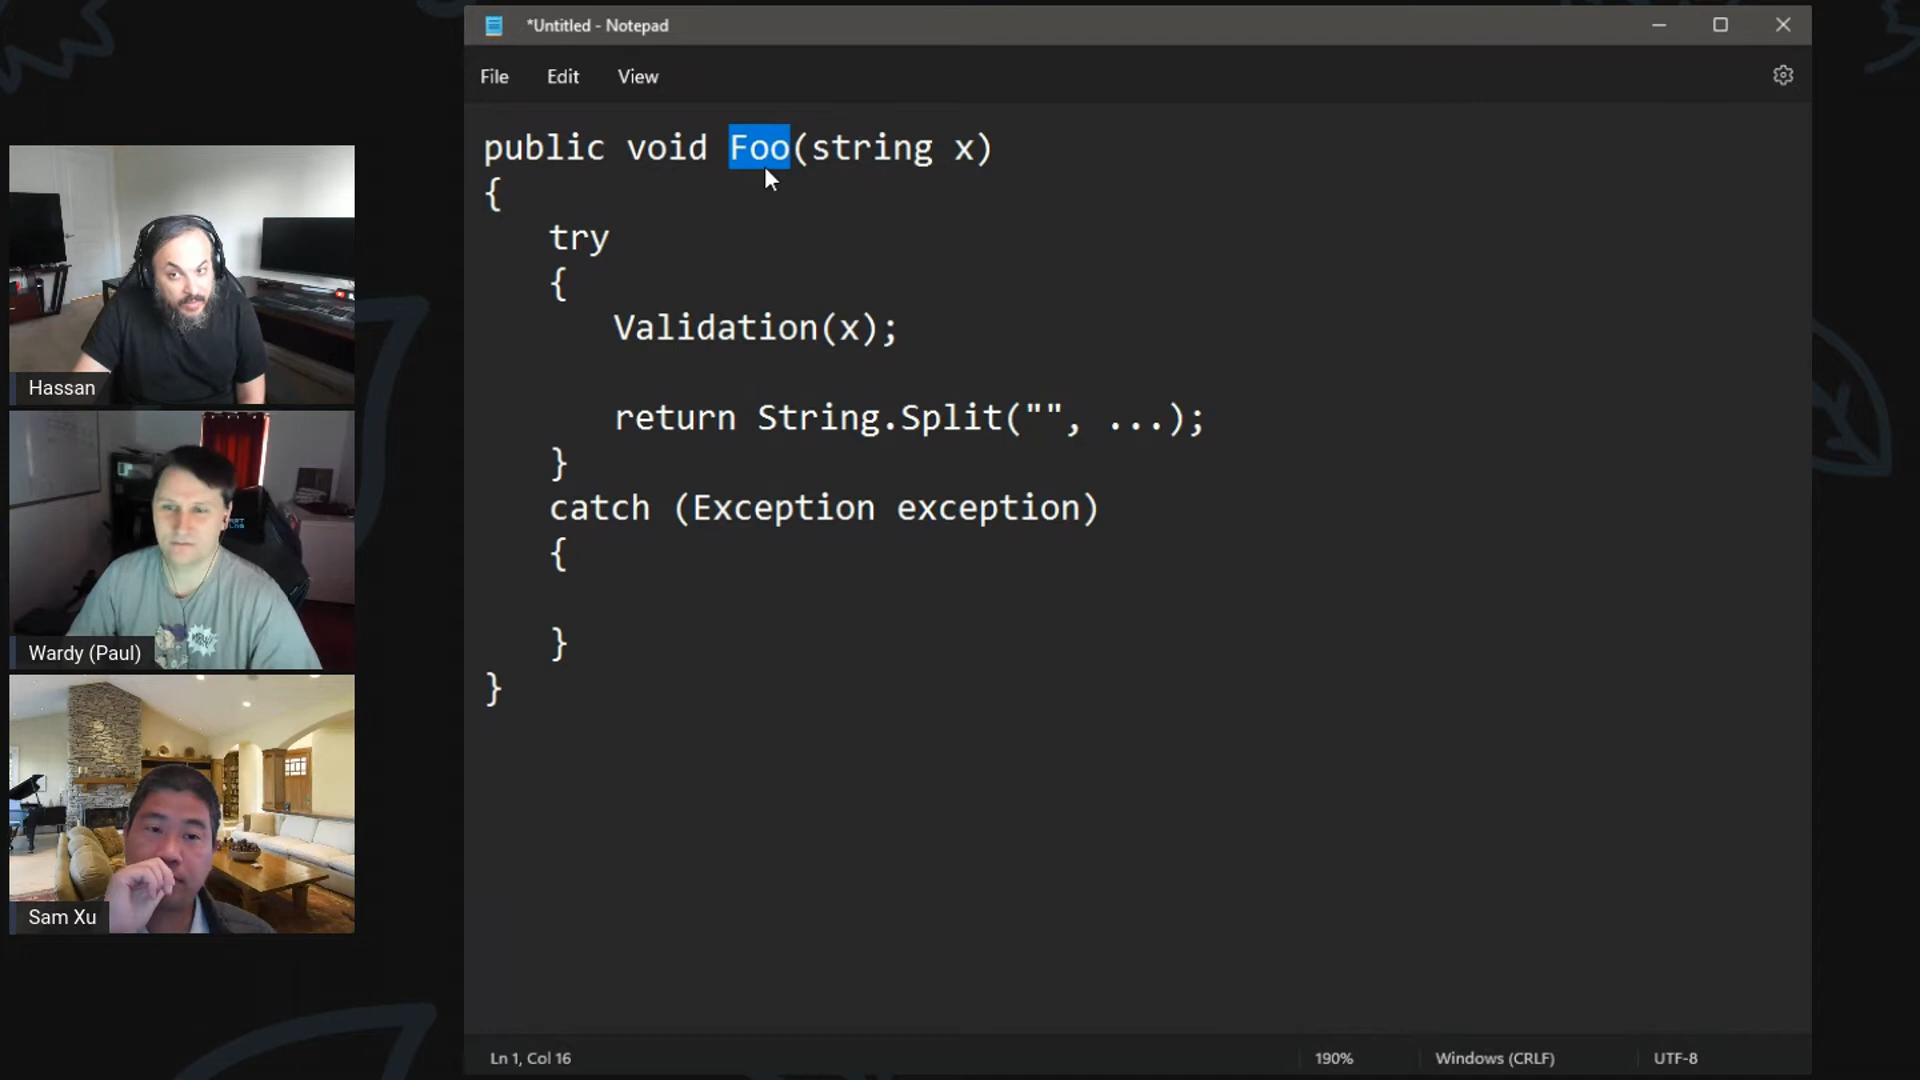 *Untitled - Notepad
File Edit View
public void Foo(string x)
{
try
{
Validation(x);
return String.Split("", ...);
}
catch (Exception exception)
{
}
}
Ln 1, Col 16 190% Windows (CRLF) UTF-8
Hassan
Wardy (Paul)
Sam Xu